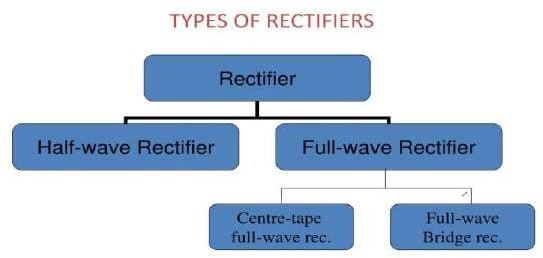 TYPES OF RECTIFIERS
Rectifier
Half-wave Rectifier
Full-wave Rectifier
Centre-tape
full-wave rec.
Full-wave
Bridge rec.